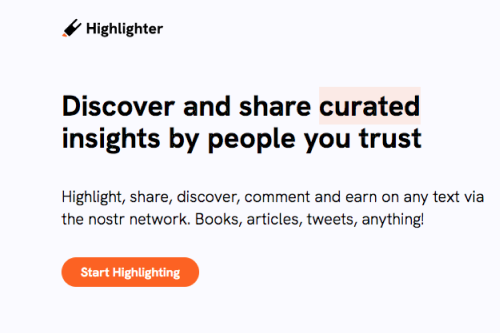 Highlighter
Discover and share curated
insights by people you trust
Highlight, share, discover, comment and earn on any text via
the nostr network. Books, articles, tweets, anything!
Start Highlighting